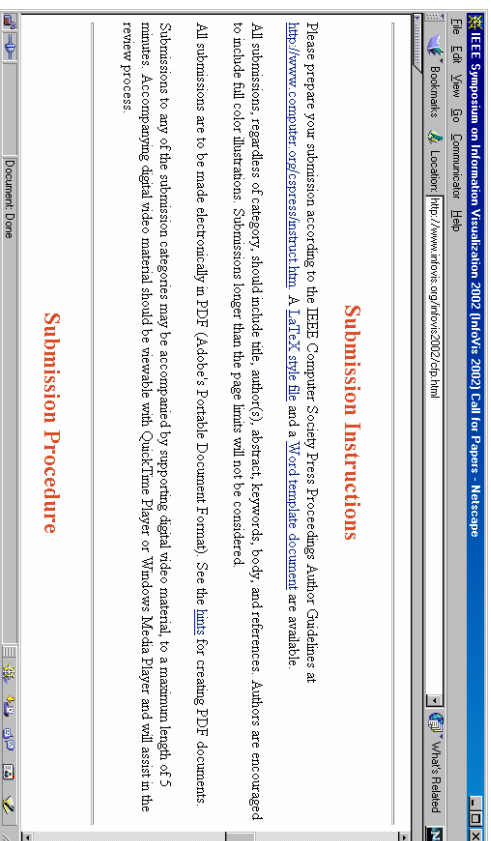 IEEE Symposium on Information Visualization 2002 (InfoVis 2002) Call for Papers - Netscape
File Edit View Go Communicator Help
Bookmarks Location: http://www.infovis.org/infovis2002/cfp.html What's Related
Submission Instructions
Please prepare your submission according to the IEEE Computer Society Press Proceedings Author Guidelines at
http://www.computer.org/cspress/instruct.htm. A LaTeX style file and a Word template document are available.
All submissions, regardless of category, should include title, author(s), abstract, keywords, body, and references. Authors are encouraged
to include full color illustrations. Submissions longer than the page limits will not be considered.
All submissions are to be made electronically in PDF (Adobe's Portable Document Format). See the hints for creating PDF documents.
Submissions to any of the submission categories may be accompanied by supporting digital video material, to a maximum length of 5
minutes. Accompanying digital video material should be viewable with QuickTime Player or Windows Media Player and will assist in the
review process.
Submission Procedure
Document: Done